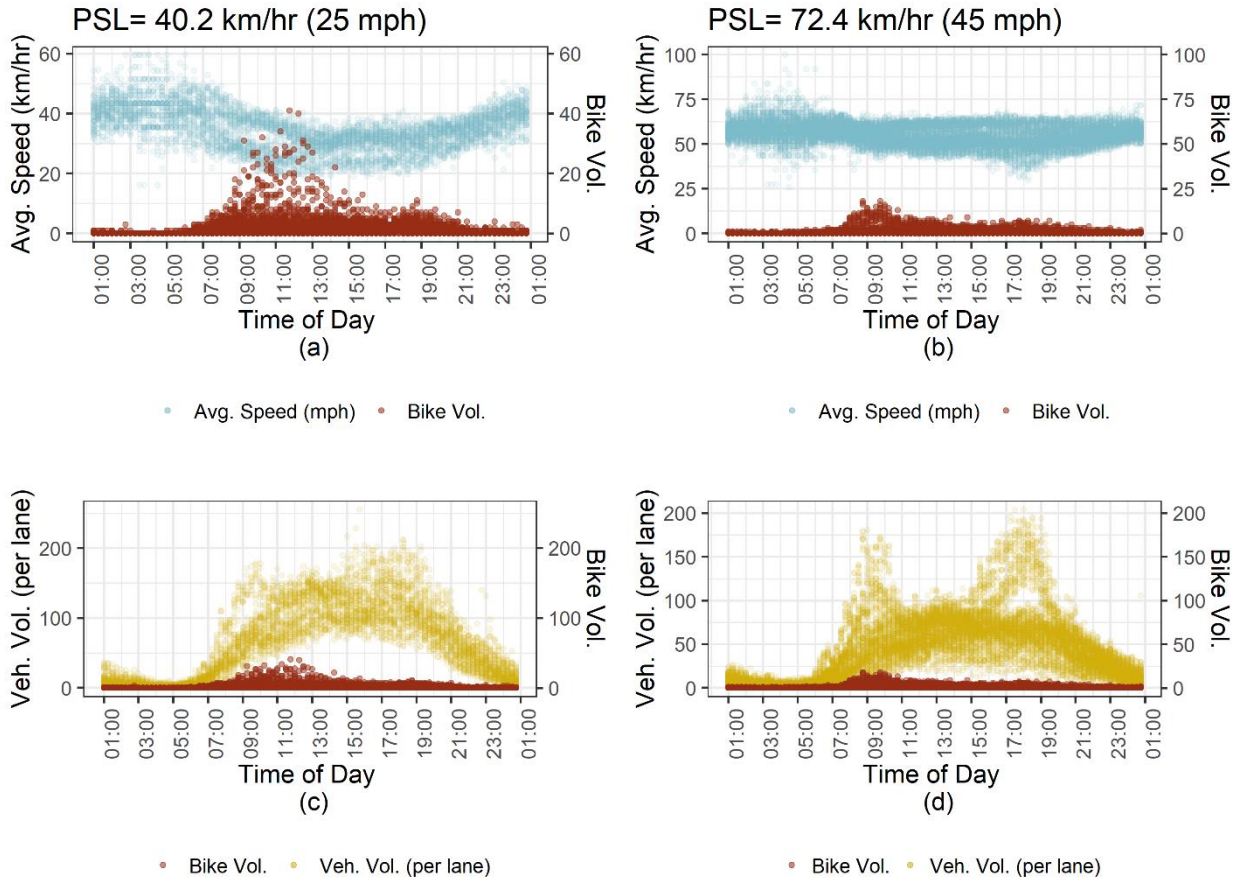 PSL= 40.2 km/hr (25 mph)
60
40
20
0
Avg. Speed (km/hr)
60
40
20
0
Bike Vol.
01:00 03:00 05:00 07:00 09:00 11:00 13:00 15:00 17:00 19:00 21:00 23:00 01:00
Time of Day
(a)
Avg. Speed (mph) Bike Vol.
PSL= 72.4 km/hr (45 mph)
100
75
50
25
0
Avg. Speed (km/hr)
100
75
50
25
0
Bike Vol.
01:00 03:00 05:00 07:00 09:00 11:00 13:00 15:00 17:00 19:00 21:00 23:00 01:00
Time of Day
(b)
Avg. Speed (mph) Bike Vol.
200
100
0
Veh. Vol. (per lane)
200
100
0
Bike Vol.
01:00 03:00 05:00 07:00 09:00 11:00 13:00 15:00 17:00 19:00 21:00 23:00 01:00
Time of Day
(c)
Bike Vol. Veh. Vol. (per lane)
200
150
100
50
0
Veh. Vol. (per lane)
200
150
100
50
0
Bike Vol.
01:00 03:00 05:00 07:00 09:00 11:00 13:00 15:00 17:00 19:00 21:00 23:00 01:00
Time of Day
(d)
Bike Vol. Veh. Vol. (per lane)